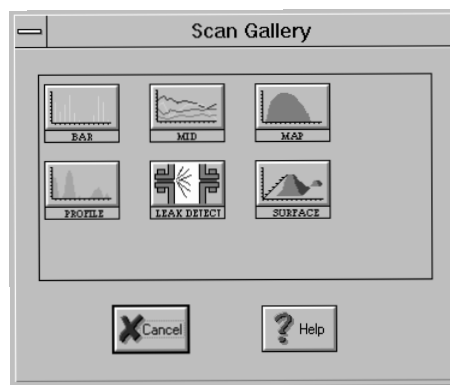 Scan Gallery
BAR MID MAP
PROFILE LEAK DETECT SURFACE
Cancel Help